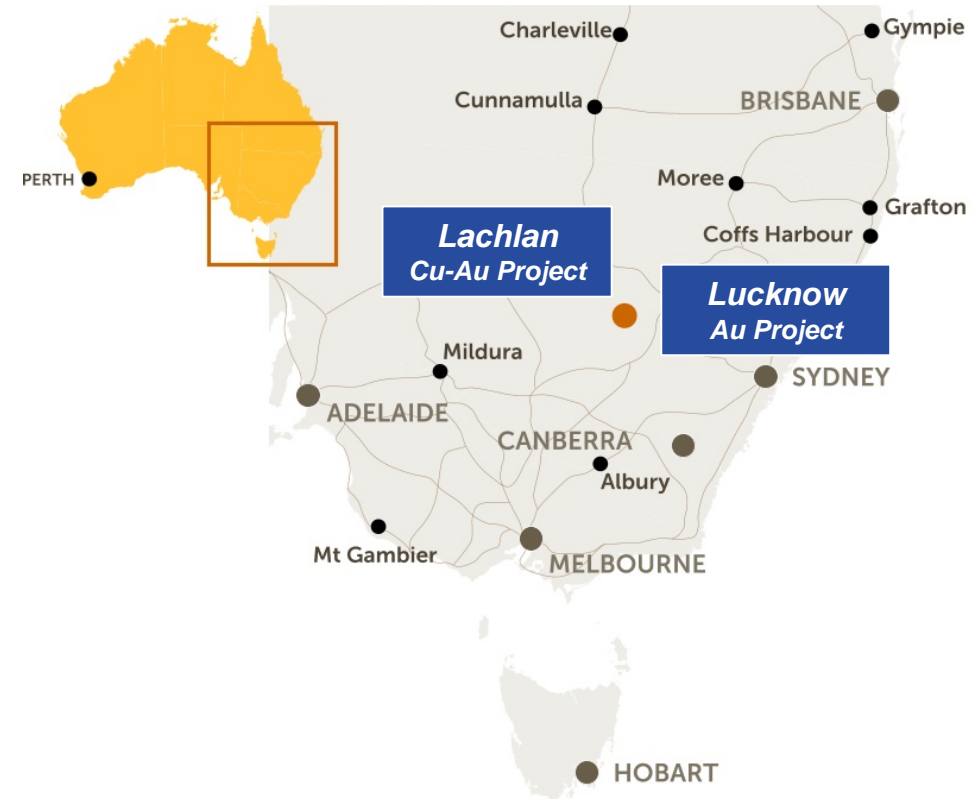 Charleville
Gympie
Cunnamulla
BRISBANE
PERTH
Moree
Grafton
Coffs Harbour
Lachlan
Cu-Au Project
Lucknow
Au Project
Mildura
SYDNEY
ADELAIDE
CANBERRA
Albury
Mt Gambier
MELBOURNE
HOBART